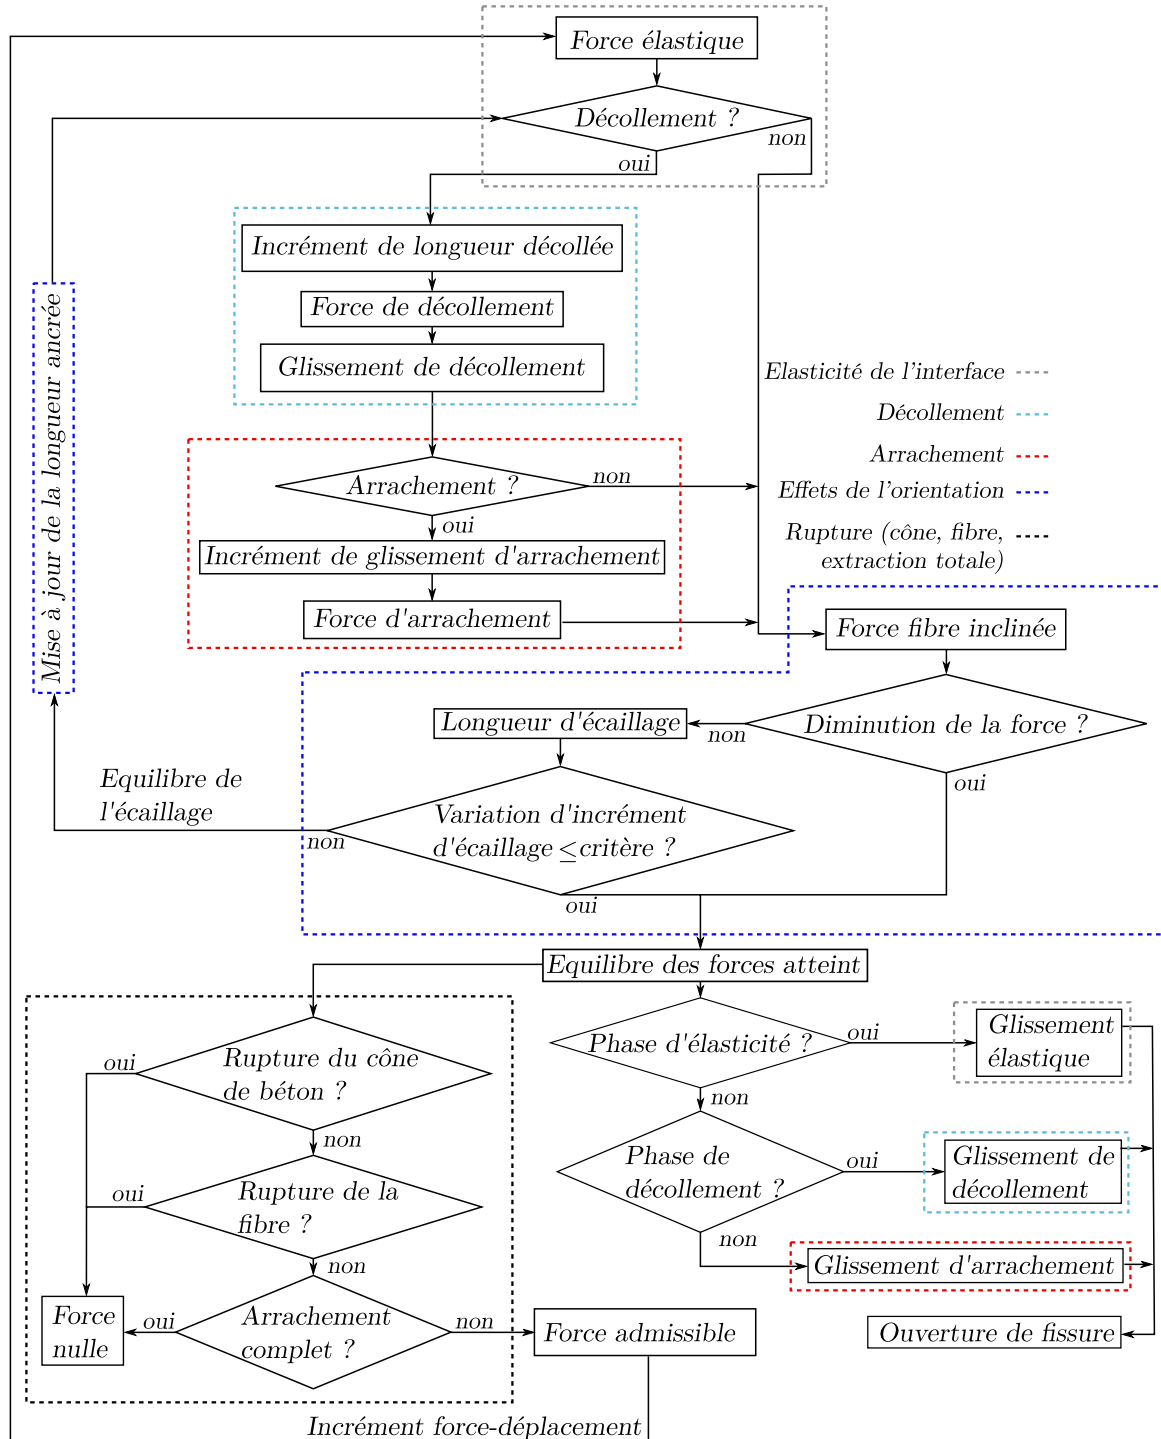 Force élastique
Décollement ?
non
oui
Incrément de longueur décollée
Force de décollement
Glissement de décollement
Mise à jour de la longueur ancrée
Elasticité de l'interface
Décollement
Arrachement
Effets de l'orientation
Rupture (cône, fibre,
extraction totale)
Arrachement ?
non
oui
Incrément de glissement d'arrachement
Force d'arrachement
Force fibre inclinée
Diminution de la force ?
non
oui
Longueur d'écaillage
Variation d'incrément
d'écaillage ≤ critère ?
non
oui
Equilibre de
l'écaillage
Equilibre des forces atteint
Rupture du cône
de béton ?
oui
non
Rupture de la
fibre ?
oui
non
Arrachement
complet ?
oui
non
Force
nulle
Force admissible
Incrément force-déplacement
Phase d'élasticité ?
oui
non
Glissement
élastique
Phase de
décollement ?
oui
non
Glissement de
décollement
Glissement d'arrachement
Ouverture de fissure